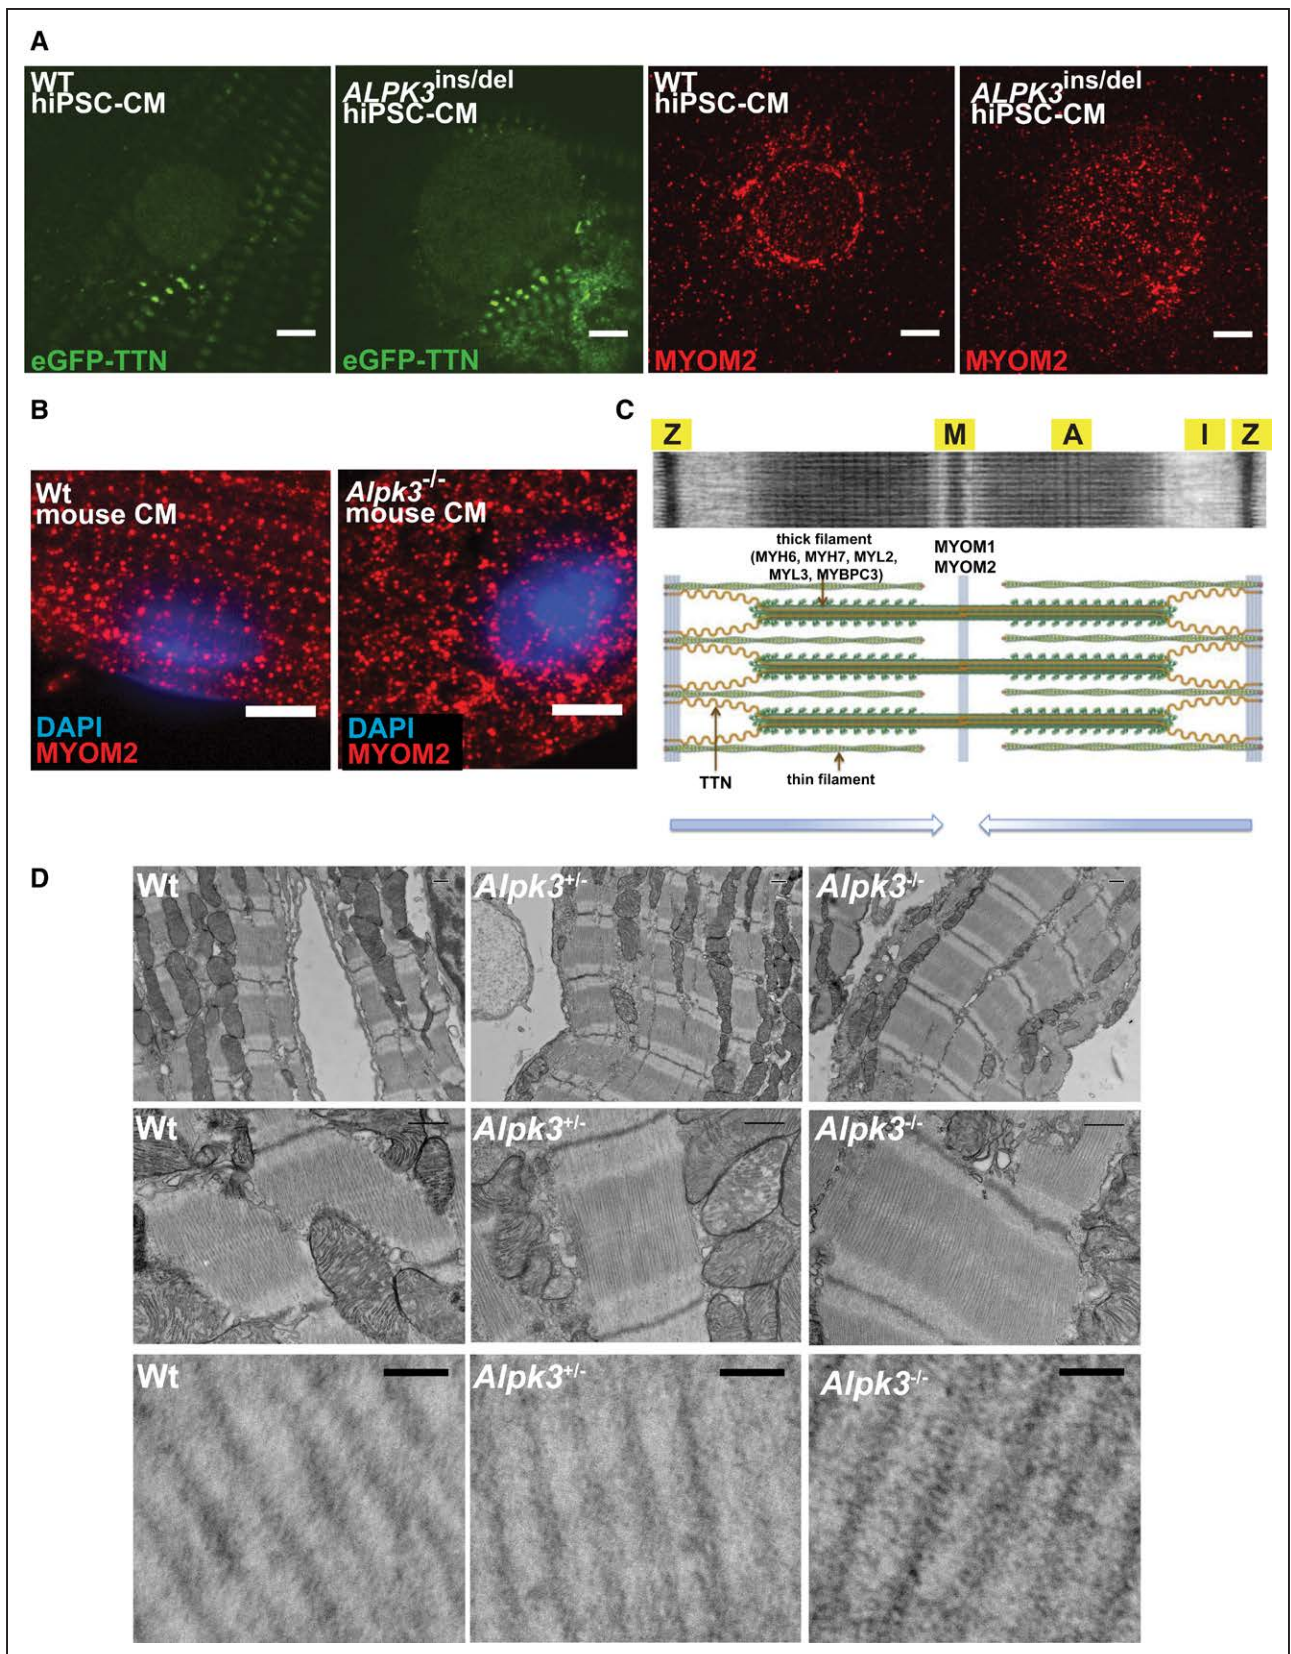 A
WT
hiPSC-CM
eGFP-TTN
ALPK3ins/del
hiPSC-CM
eGFP-TTN
WT
hiPSC-CM
MYOM2
ALPK3ins/del
hiPSC-CM
MYOM2
B
Wt
mouse CM
DAPI
MYOM2
Alpk3-/-
mouse CM
DAPI
MYOM2
C
Z M A I Z
thick filament
(MYH6, MYH7, MYL2,
MYL3, MYBPC3)
MYOM1
MYOM2
TTN
thin filament
D
Wt
Alpk3+/-
Alpk3-/-
Wt
Alpk3+/-
Alpk3-/-
Wt
Alpk3+/-
Alpk3-/-